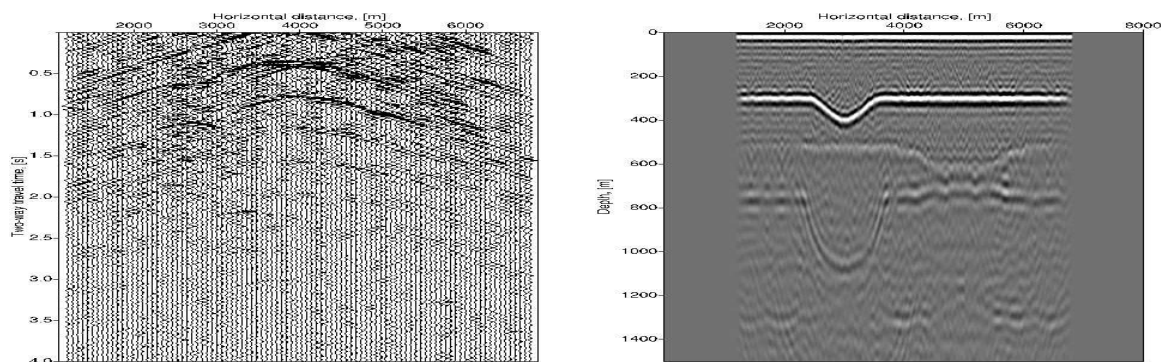 Horizontal distance, [m]
2000 3000 4000 5000 6000
0.5
1.0
1.5
2.0
2.5
3.0
3.5
4.0
Two-way travel time, [s]
Horizontal distance, [m]
2000 4000 6000 8000
0
200
400
600
800
1000
1200
1400
Depth, [m]